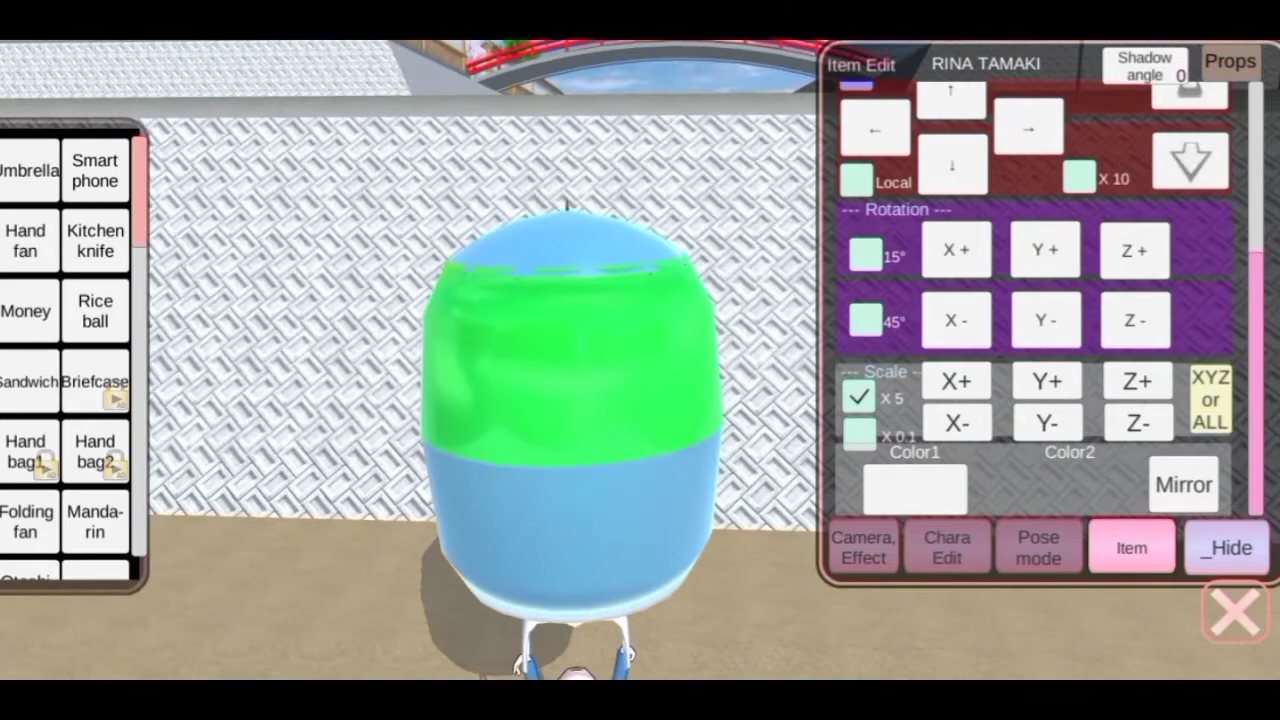 Item Edit
RINA TAMAKI
Shadow
angle 0
Props
←
↑
→
↓
Local
X 10
--- Rotation ---
15°
X +
Y +
Z +
45°
X -
Y -
Z -
--- Scale -
X 5
X+
Y+
Z+
XYZ
or
ALL
X 0.1
X-
Y-
Z-
Color1
Color2
Mirror
Camera,
Effect
Chara
Edit
Pose
mode
Item
_Hide
Umbrella
Smart
phone
Hand
fan
Kitchen
knife
Money
Rice
ball
Sandwich
Briefcase
Hand
bag1
Hand
bag2
Folding
fan
Manda-
rin